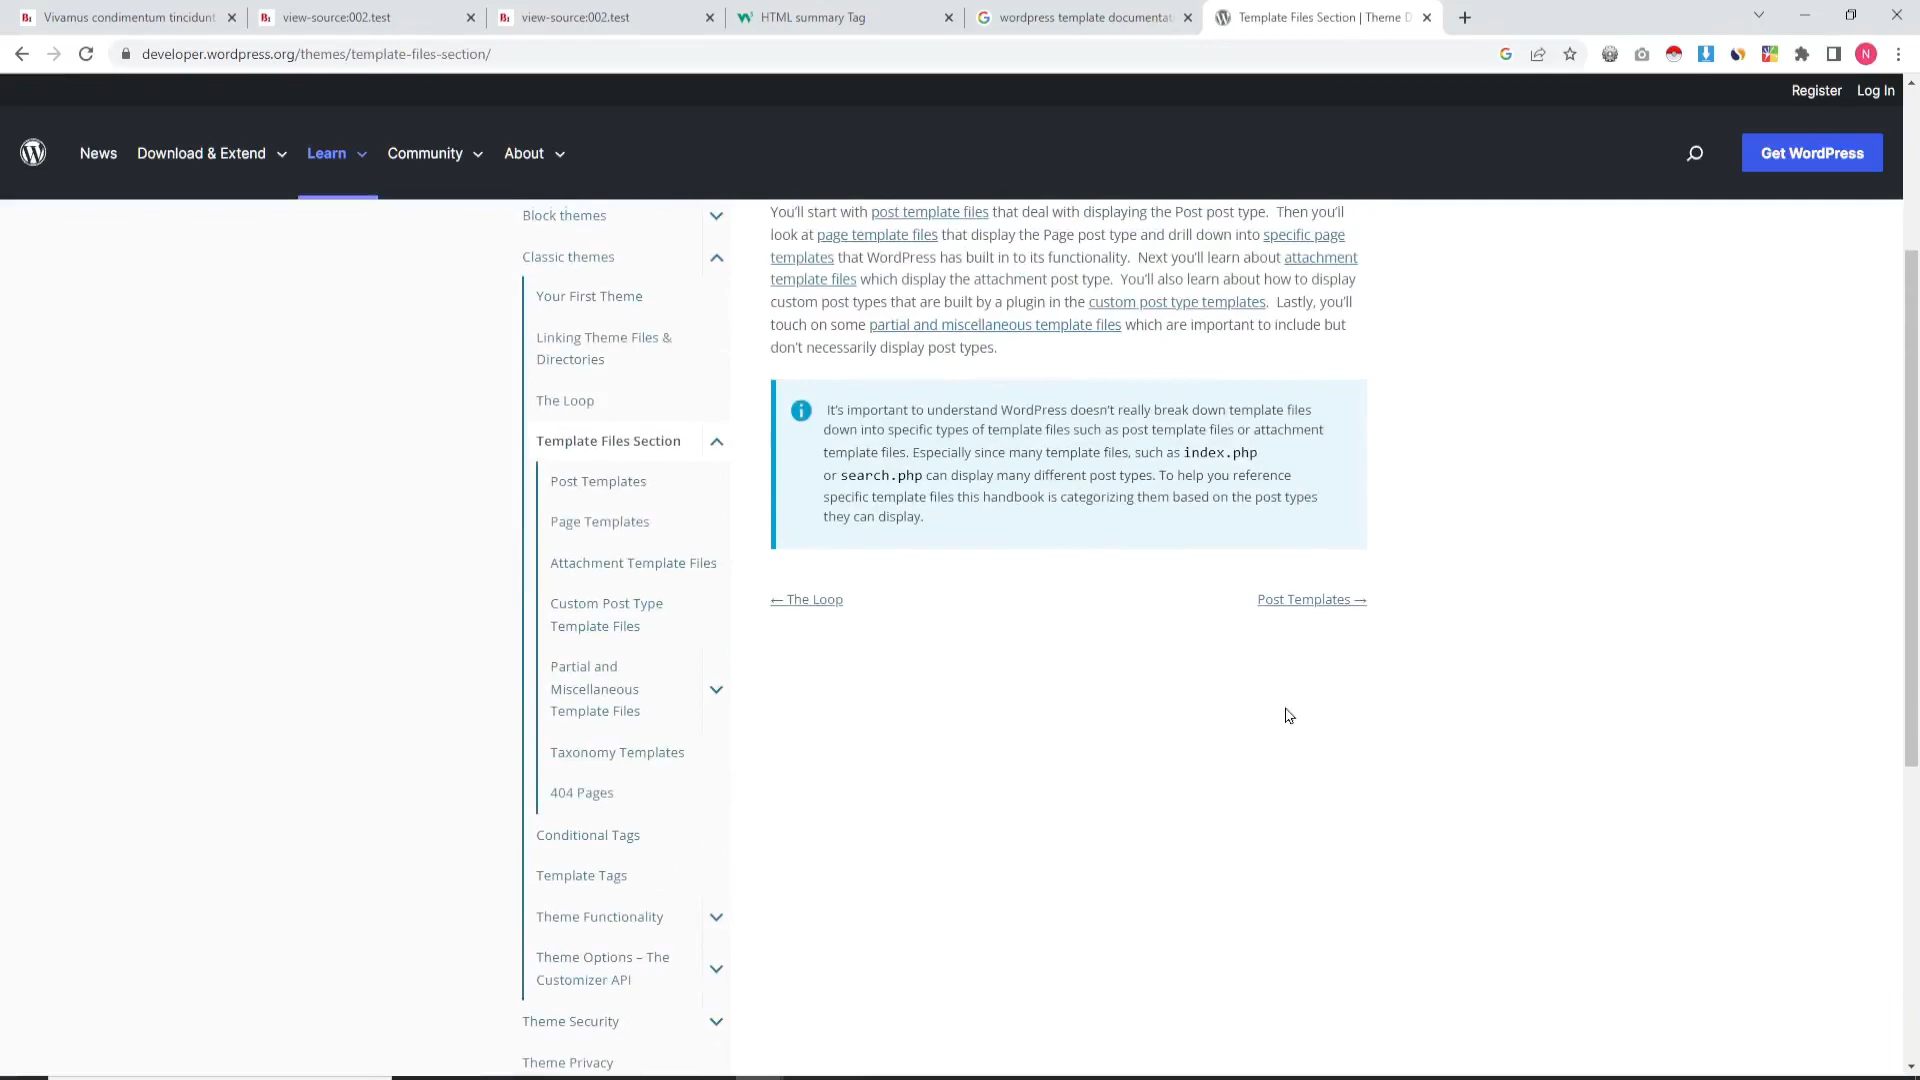 Vivamus condimentum tincidunt
view-source:002.test
view-source:002.test
HTML summary Tag
wordpress template documentat
Template Files Section | Theme D
developer.wordpress.org/themes/template-files-section/
N
Register
Log In
News
Download & Extend
Learn
Community
About
Get WordPress
Block themes
Classic themes
Your First Theme
Linking Theme Files &
Directories
The Loop
Template Files Section
Post Templates
Page Templates
Attachment Template Files
Custom Post Type
Template Files
Partial and
Miscellaneous
Template Files
Taxonomy Templates
404 Pages
Conditional Tags
Template Tags
Theme Functionality
Theme Options – The
Customizer API
Theme Security
Theme Privacy
You'll start with post template files that deal with displaying the Post post type.  Then you'll
look at page template files that display the Page post type and drill down into specific page
templates that WordPress has built in to its functionality.  Next you'll learn about attachment
template files which display the attachment post type.  You'll also learn about how to display
custom post types that are built by a plugin in the custom post type templates.  Lastly, you'll
touch on some partial and miscellaneous template files which are important to include but
don't necessarily display post types.
It's important to understand WordPress doesn't really break down template files
down into specific types of template files such as post template files or attachment
template files. Especially since many template files, such as index.php
or search.php can display many different post types. To help you reference
specific template files this handbook is categorizing them based on the post types
they can display.
← The Loop
Post Templates →